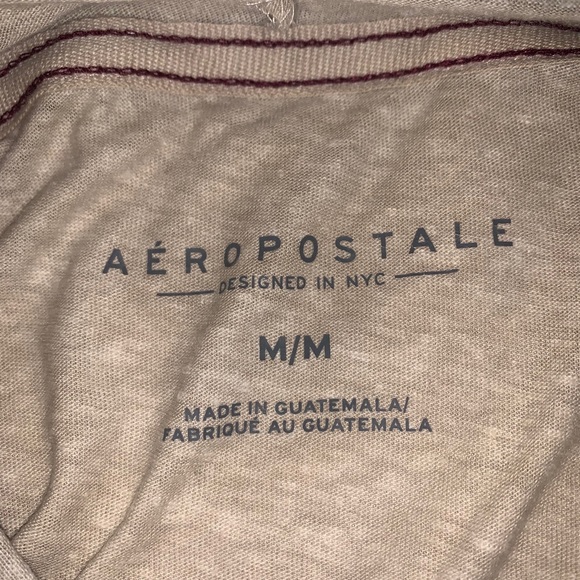 AÉROPOSTALE
DESIGNED IN NYC
M/M
MADE IN GUATEMALA/
FABRIQUÉ AU GUATEMALA